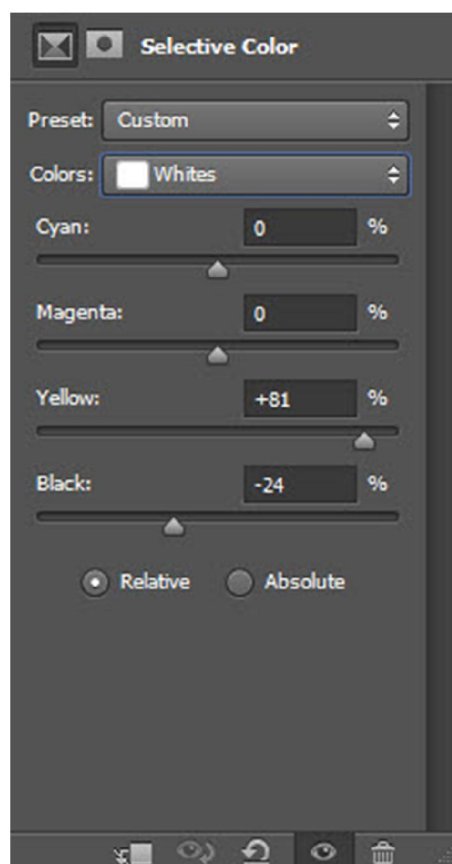 Selective Color
Preset: Custom
Colors: Whites
Cyan: 0 %
Magenta: 0 %
Yellow: +81 %
Black: -24 %
Relative Absolute